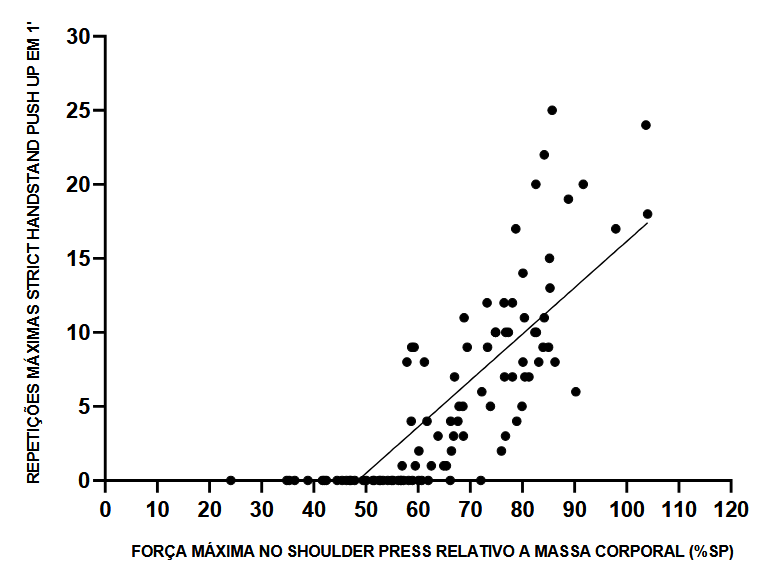 REPETIÇÕES MÁXIMAS STRICT HANDSTAND PUSH UP EM 1'
30
25
20
15
10
5
0
0 10 20 30 40 50 60 70 80 90 100 110 120
FORÇA MÁXIMA NO SHOULDER PRESS RELATIVO A MASSA CORPORAL (%SP)